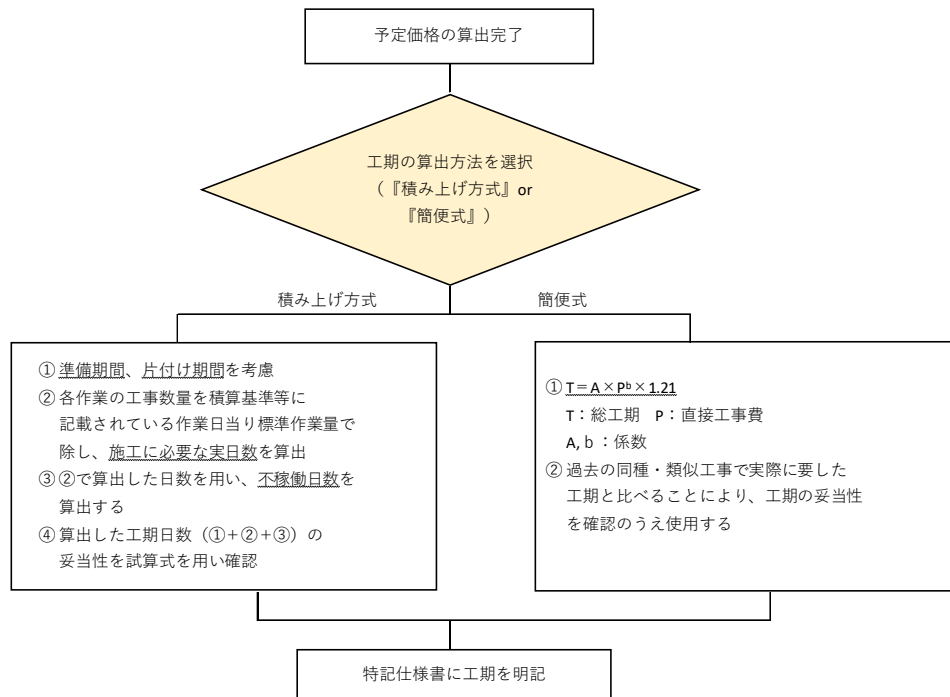 予定価格の算出完了
工期の算出方法を選択
（『積み上げ方式』or
『簡便式』）
積み上げ方式
簡便式
① 準備期間、片付け期間を考慮
② 各作業の工事数量を積算基準等に
記載されている作業日当り標準作業量で
除し、施工に必要な実日数を算出
③ ②で算出した日数を用い、不稼働日数を
算出する
④ 算出した工期日数（①＋②＋③）の
妥当性を試算式を用い確認
① T＝A×Pᵇ×1.21
T：総工期　P：直接工事費
A,ｂ：係数
② 過去の同種・類似工事で実際に要した
工期と比べることにより、工期の妥当性
を確認のうえ使用する
特記仕様書に工期を明記